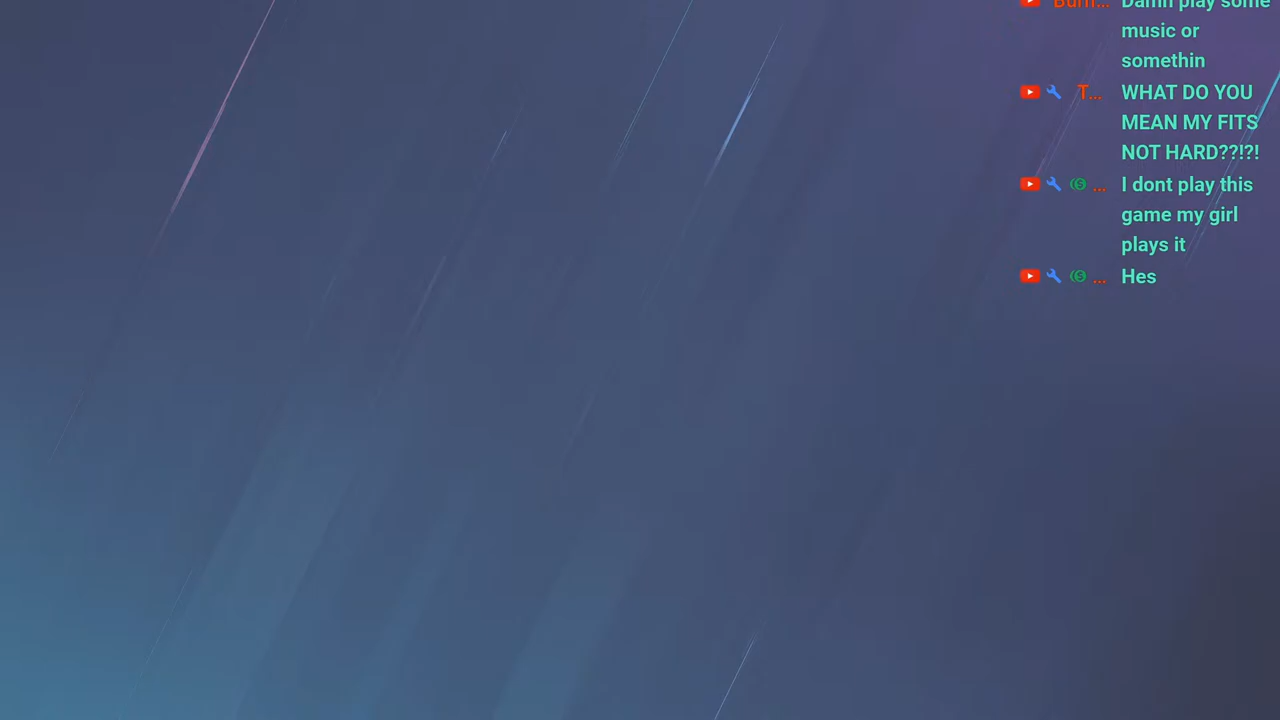 Burn... Damn play some
music or
somethin
T... WHAT DO YOU
MEAN MY FITS
NOT HARD??!?!
... I dont play this
game my girl
plays it
... Hes